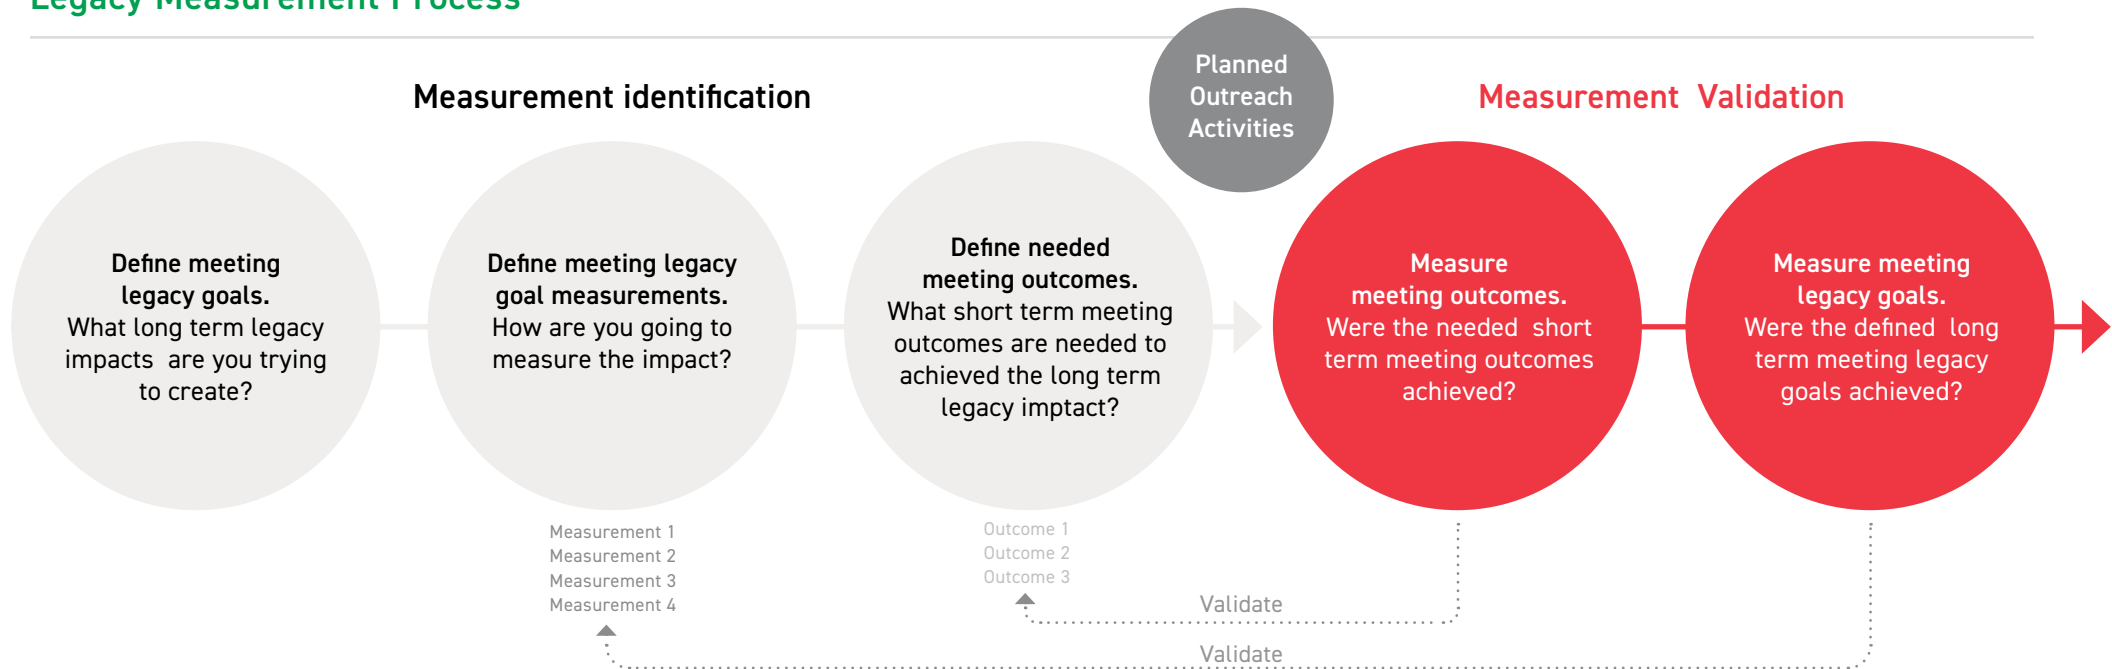 Legacy Measurement Process
Measurement identification
Planned
Outreach
Activities
Measurement Validation
Define meeting
legacy goals.
What long term legacy
impacts are you trying
to create?
Define meeting legacy
goal measurements.
How are you going to
measure the impact?
Define needed
meeting outcomes.
What short term meeting
outcomes are needed to
achieved the long term
legacy imptact?
Measure
meeting outcomes.
Were the needed short
term meeting outcomes
achieved?
Measure meeting
legacy goals.
Were the defined long
term meeting legacy
goals achieved?
Measurement 1
Measurement 2
Measurement 3
Measurement 4
Outcome 1
Outcome 2
Outcome 3
Validate
Validate